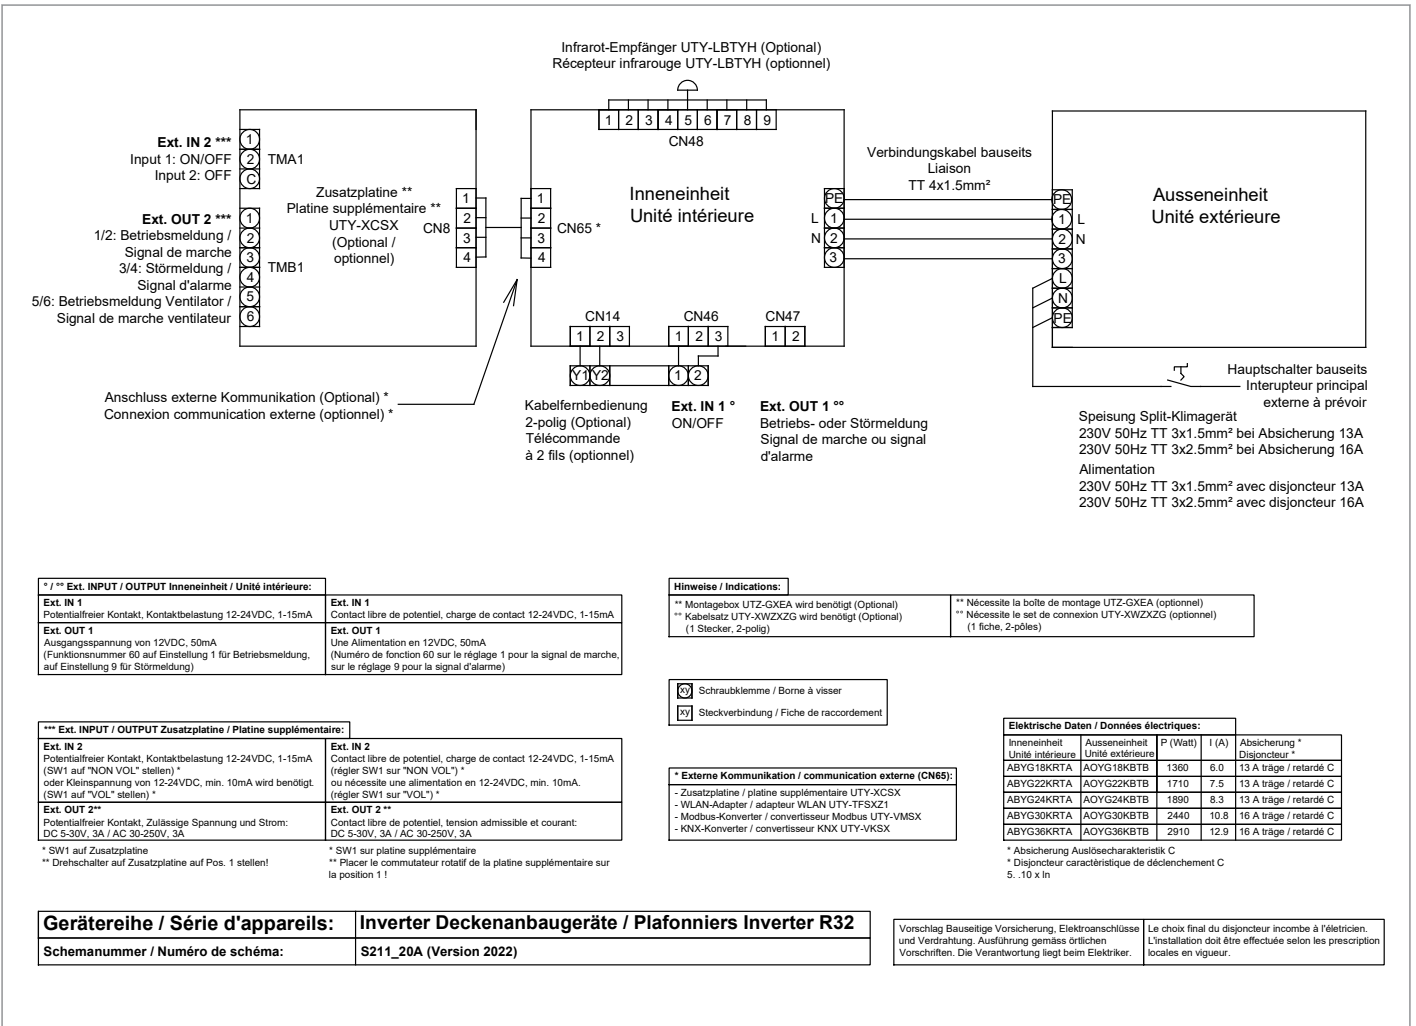 Infrarot-Empfänger UTY-LBTYH (Optional)
Récepteur infrarouge UTY-LBTYH (optionnel)
1 2 3 4 5 6 7 8 9
CN48
Ext. IN 2 ***
Input 1: ON/OFF
Input 2: OFF
1
2
C
TMA1
Ext. OUT 2 ***
1/2: Betriebsmeldung /
Signal de marche
3/4: Störmeldung /
Signal d'alarme
5/6: Betriebsmeldung Ventilator /
Signal de marche ventilateur
1
2
3
4
5
6
TMB1
Zusatzplatine **
Platine supplémentaire **
UTY-XCSX
(Optional /
optionnel)
CN8
1
2
3
4
1
2
3
4
CN65 *
Inneneinheit
Unité intérieure
PE
L 1
N 2
3
Verbindungskabel bauseits
Liaison
TT 4x1.5mm²
PE
1 L
2 N
3
L
N
PE
Ausseneinheit
Unité extérieure
CN14
1 2 3
CN46
1 2 3
CN47
1 2
Y1 Y2
1 2
Anschluss externe Kommunikation (Optional) *
Connexion communication externe (optionnel) *
Kabelfernbedienung
2-polig (Optional)
Télécommande
à 2 fils (optionnel)
Ext. IN 1 °
ON/OFF
Ext. OUT 1 °°
Betriebs- oder Störmeldung
Signal de marche ou signal
d'alarme
Hauptschalter bauseits
Interupteur principal
externe à prévoir
Speisung Split-Klimagerät
230V 50Hz TT 3x1.5mm² bei Absicherung 13A
230V 50Hz TT 3x2.5mm² bei Absicherung 16A
Alimentation
230V 50Hz TT 3x1.5mm² avec disjoncteur 13A
230V 50Hz TT 3x2.5mm² avec disjoncteur 16A
° / °° Ext. INPUT / OUTPUT Inneneinheit / Unité intérieure:
Ext. IN 1
Potentialfreier Kontakt, Kontaktbelastung 12-24VDC, 1-15mA
Ext. IN 1
Contact libre de potentiel, charge de contact 12-24VDC, 1-15mA
Ext. OUT 1
Ausgangsspannung von 12VDC, 50mA
(Funktionsnummer 60 auf Einstellung 1 für Betriebsmeldung,
auf Einstellung 9 für Störmeldung)
Ext. OUT 1
Une Alimentation en 12VDC, 50mA
(Numéro de fonction 60 sur le réglage 1 pour la signal de marche,
sur le réglage 9 pour la signal d'alarme)
*** Ext. INPUT / OUTPUT Zusatzplatine / Platine supplémentaire:
Ext. IN 2
Potentialfreier Kontakt, Kontaktbelastung 12-24VDC, 1-15mA
(SW1 auf "NON VOL" stellen) *
oder Kleinspannung von 12-24VDC, min. 10mA wird benötigt.
(SW1 auf "VOL" stellen) *
Ext. IN 2
Contact libre de potentiel, charge de contact 12-24VDC, 1-15mA
(régler SW1 sur "NON VOL") *
ou nécessite une alimentation en 12-24VDC, min. 10mA.
(régler SW1 sur "VOL") *
Ext. OUT 2**
Potentialfreier Kontakt, Zulässige Spannung und Strom:
DC 5-30V, 3A / AC 30-250V, 3A
Ext. OUT 2 **
Contact libre de potentiel, tension admissible et courant:
DC 5-30V, 3A / AC 30-250V, 3A
* SW1 auf Zusatzplatine
** Drehschalter auf Zusatzplatine auf Pos. 1 stellen!
* SW1 sur platine supplémentaire
** Placer le commutateur rotatif de la platine supplémentaire sur
la position 1 !
Hinweise / Indications:
** Montagebox UTZ-GXEA wird benötigt (Optional)
°° Kabelsatz UTY-XWZXZG wird benötigt (Optional)
(1 Stecker, 2-polig)
** Nécessite la boîte de montage UTZ-GXEA (optionnel)
°° Nécessite le set de connexion UTY-XWZXZG (optionnel)
(1 fiche, 2-pôles)
xy Schraubklemme / Borne à visser
xy Steckverbindung / Fiche de raccordement
* Externe Kommunikation / communication externe (CN65):
- Zusatzplatine / platine supplémentaire UTY-XCSX
- WLAN-Adapter / adapteur WLAN UTY-TFSXZ1
- Modbus-Konverter / convertisseur Modbus UTY-VMSX
- KNX-Konverter / convertisseur KNX UTY-VKSX
Elektrische Daten / Données électriques:
Inneneinheit Ausseneinheit P (Watt) I (A) Absicherung *
Unité intérieure Unité extérieure Disjoncteur *
ABYG18KRTA AOYG18KBTB 1360 6.0 13 A träge / retardé C
ABYG22KRTA AOYG22KBTB 1710 7.5 13 A träge / retardé C
ABYG24KRTA AOYG24KBTB 1890 8.3 13 A träge / retardé C
ABYG30KRTA AOYG30KBTB 2440 10.8 16 A träge / retardé C
ABYG36KRTA AOYG36KBTB 2910 12.9 16 A träge / retardé C
* Absicherung Auslösecharakteristik C
* Disjoncteur caractèristique de déclenchement C
5. .10 x In
Gerätereihe / Série d'appareils: Inverter Deckenanbaugeräte / Plafonniers Inverter R32
Schemanummer / Numéro de schéma: S211_20A (Version 2022)
Vorschlag Bauseitige Vorsicherung, Elektroanschlüsse
und Verdrahtung. Ausführung gemäss örtlichen
Vorschriften. Die Verantwortung liegt beim Elektriker.
Le choix final du disjoncteur incombe à l'életricien.
L'installation doit être effectuée selon les prescription
locales en vigueur.